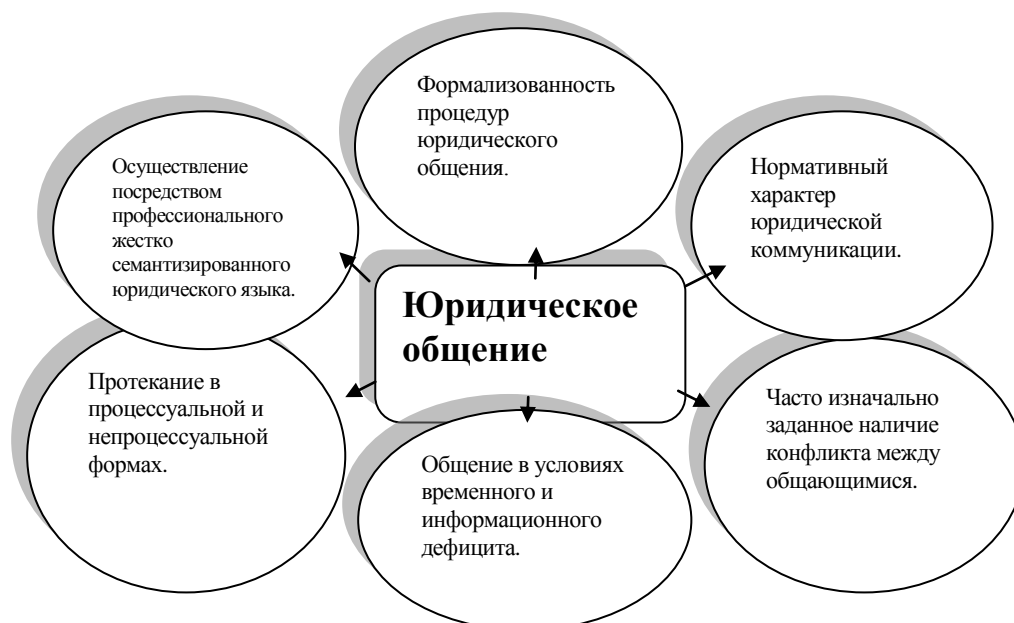 Формализованность
процедур
юридического
общения.
Осуществление
посредством
профессионального
жестко
семантизированного
юридического языка.
Нормативный
характер
юридической
коммуникации.
Юридическое
общение
Протекание в
процессуальной и
непроцессуальной
формах.
Общение в условиях
временного и
информационного
дефицита.
Часто изначально
заданное наличие
конфликта между
общающимися.